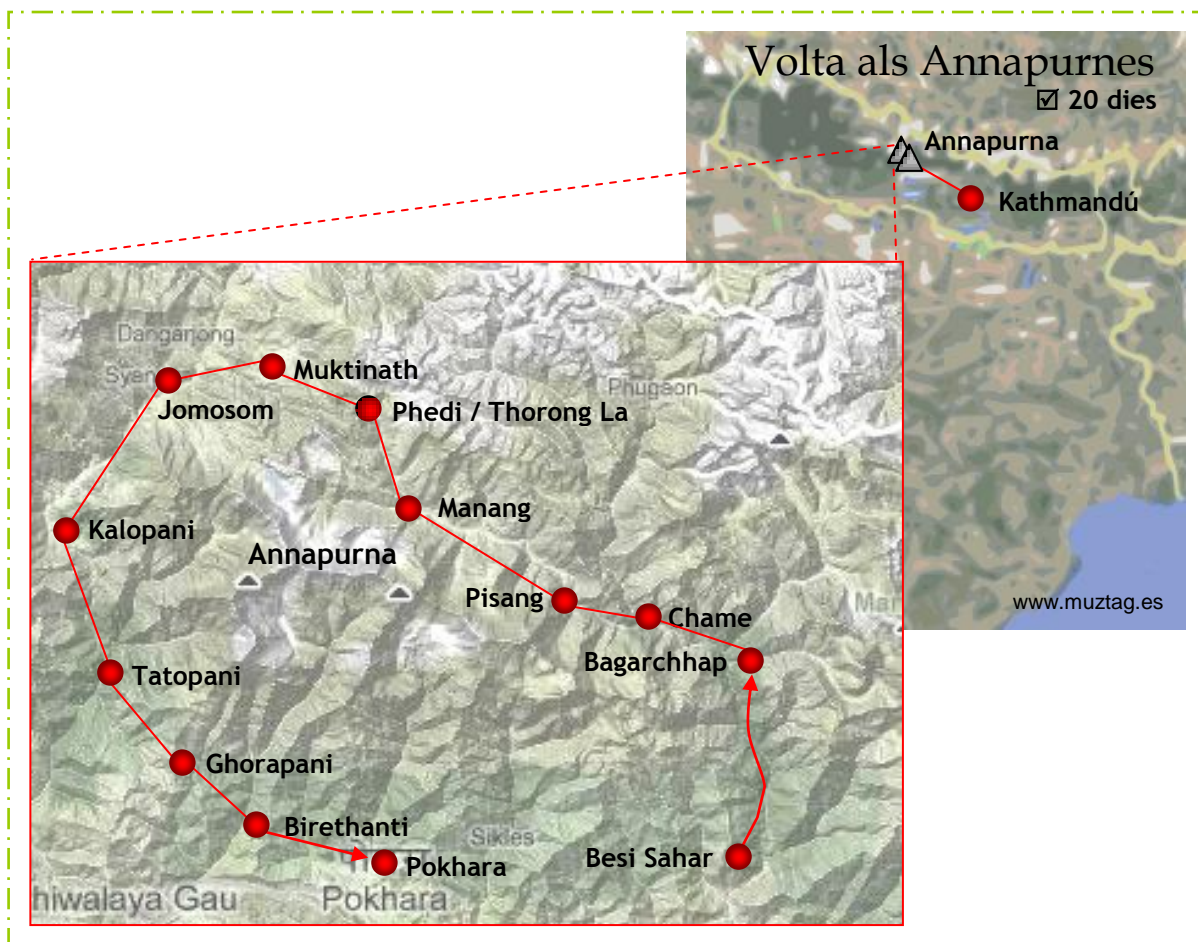 Volta als Annapurnes
☑ 20 dies
Annapurna
Kathmandú
www.muztag.es
Dangarjong
Muktinath
Jomosom
Phugaon
Phedi / Thorong La
Manang
Kalopani
Annapurna
Pisang
Chame
Bagarchhap
Tatopani
Ghorapani
Birethanti
Sikles
Besi Sahar
Pokhara
Pokhara